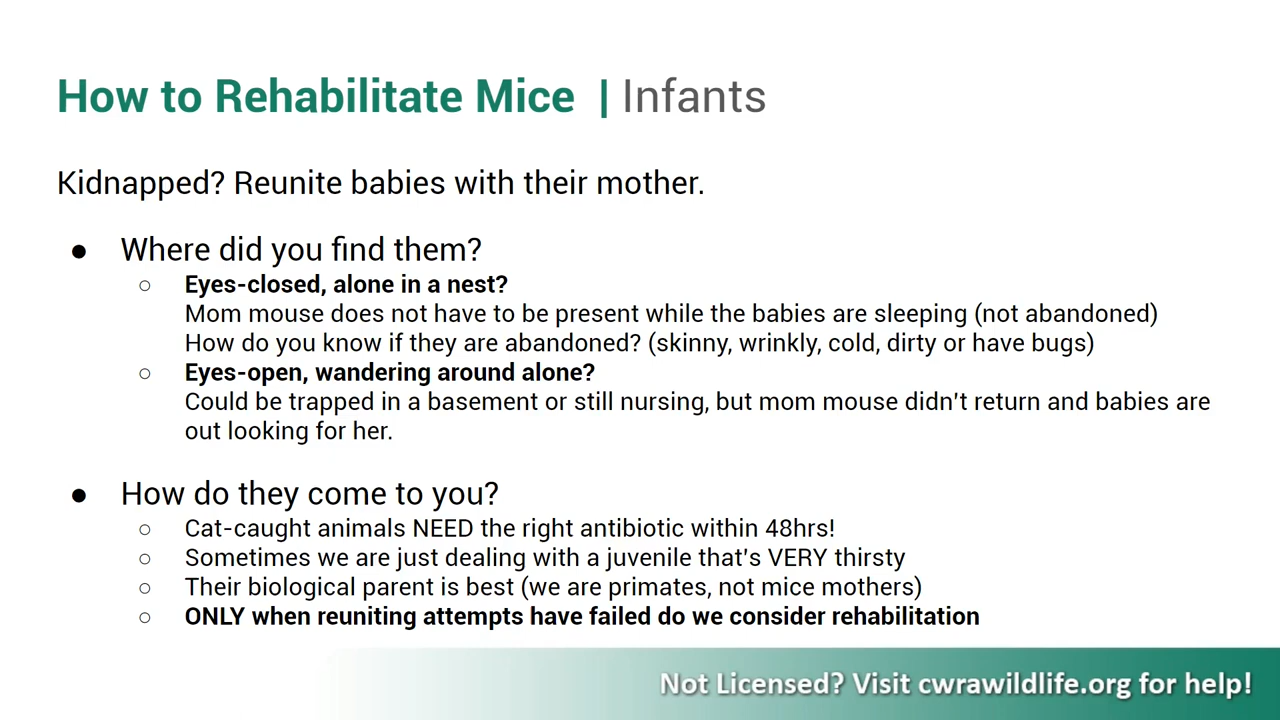 How to Rehabilitate Mice | Infants
Kidnapped? Reunite babies with their mother.
● Where did you find them?
○ Eyes-closed, alone in a nest?
Mom mouse does not have to be present while the babies are sleeping (not abandoned)
How do you know if they are abandoned? (skinny, wrinkly, cold, dirty or have bugs)
○ Eyes-open, wandering around alone?
Could be trapped in a basement or still nursing, but mom mouse didn't return and babies are
out looking for her.
● How do they come to you?
○ Cat-caught animals NEED the right antibiotic within 48hrs!
○ Sometimes we are just dealing with a juvenile that's VERY thirsty
○ Their biological parent is best (we are primates, not mice mothers)
○ ONLY when reuniting attempts have failed do we consider rehabilitation
Not Licensed? Visit cwrawildlife.org for help!